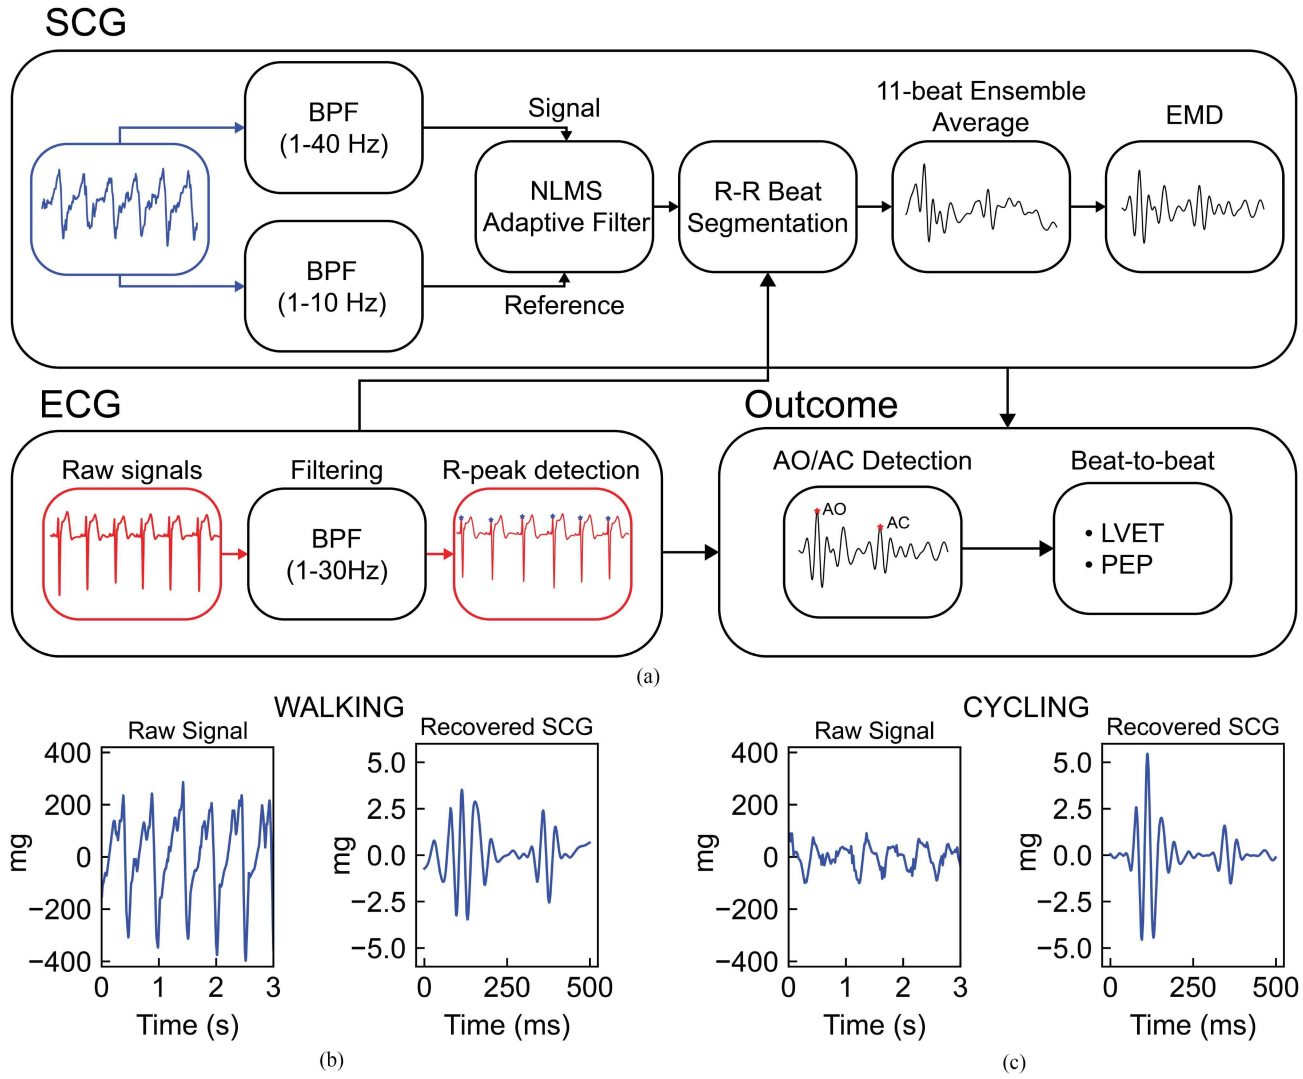 SCG
BPF
(1-40 Hz)
Signal
11-beat Ensemble
Average
EMD
NLMS
Adaptive Filter
R-R Beat
Segmentation
BPF
(1-10 Hz)
Reference
ECG
Outcome
Raw signals
Filtering
R-peak detection
BPF
(1-30Hz)
AO/AC Detection
AO
AC
Beat-to-beat
• LVET
• PEP
(a)
WALKING
Raw Signal
400
200
0
−200
−400
mg
0 1 2 3
Time (s)
Recovered SCG
5.0
2.5
0.0
−2.5
−5.0
mg
0 250 500
Time (ms)
(b)
CYCLING
Raw Signal
400
200
0
−200
−400
mg
0 1 2 3
Time (s)
Recovered SCG
5.0
2.5
0.0
−2.5
−5.0
mg
0 250 500
Time (ms)
(c)